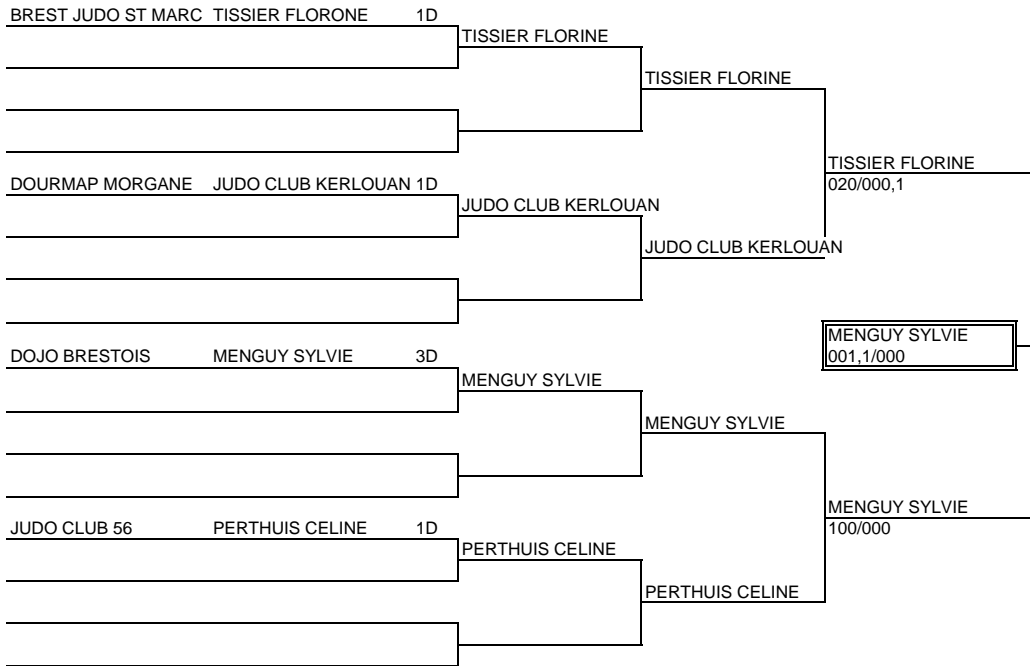 BREST JUDO ST MARC TISSIER FLORONE 1D
TISSIER FLORINE
TISSIER FLORINE
TISSIER FLORINE
020/000,1
DOURMAP MORGANE JUDO CLUB KERLOUAN 1D
JUDO CLUB KERLOUAN
JUDO CLUB KERLOUAN
MENGUY SYLVIE
001,1/000
DOJO BRESTOIS MENGUY SYLVIE 3D
MENGUY SYLVIE
MENGUY SYLVIE
MENGUY SYLVIE
100/000
JUDO CLUB 56 PERTHUIS CELINE 1D
PERTHUIS CELINE
PERTHUIS CELINE